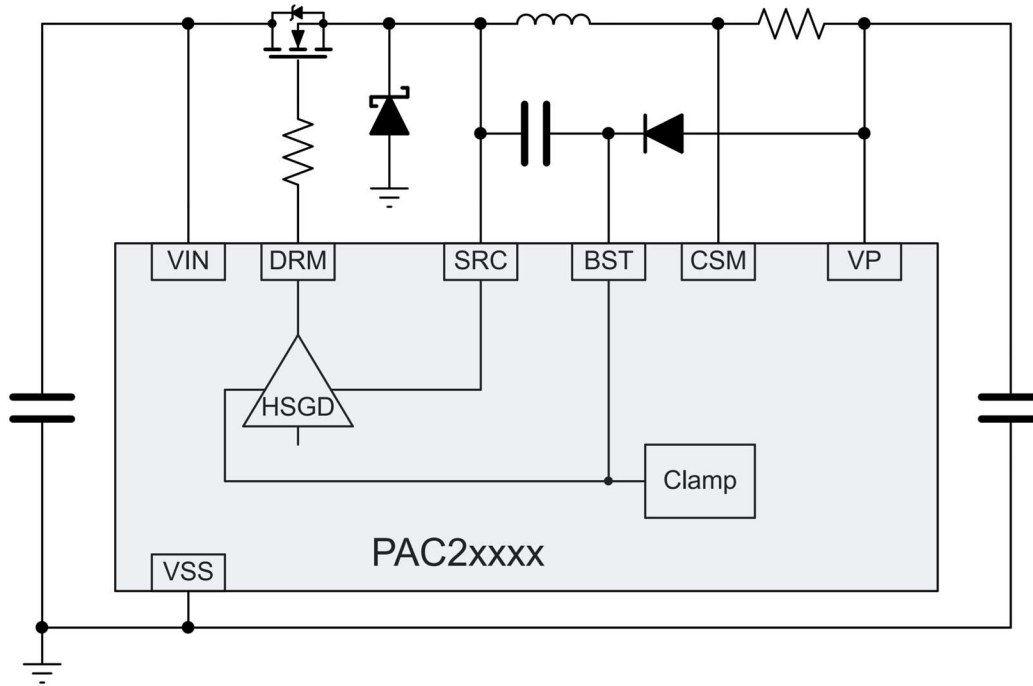 VIN DRM SRC BST CSM VP
HSGD
Clamp
PAC2xxxx
VSS